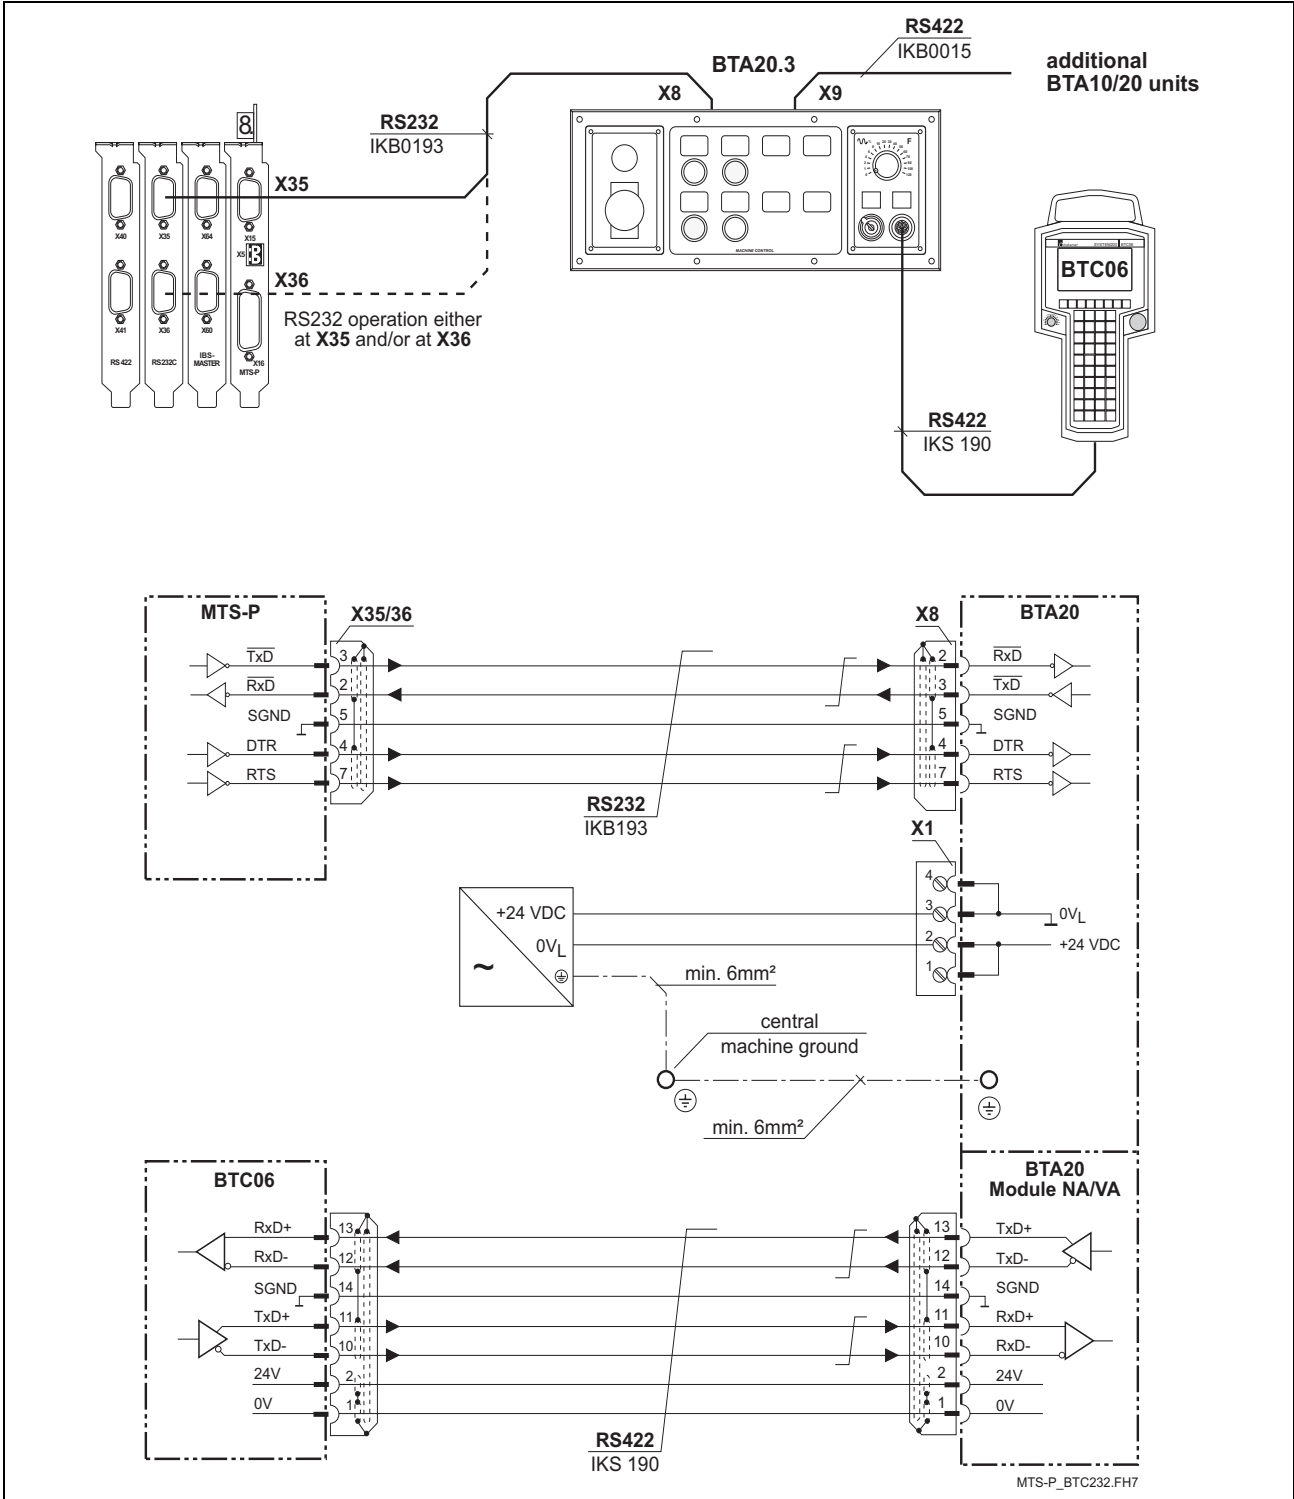 RS422
IKB0015
additional
BTA10/20 units
BTA20.3
X8
X9
8.
RS232
IKB0193
X35
X36
RS232 operation either
at X35 and/or at X36
X40
X35
X64
X15
X5
X41
X36
X60
X16
RS422
RS232C
IBS-
MASTER
MTS-P
MACHINE CONTROL
F
BTC06
RS422
IKS 190
MTS-P
X35/36
X8
BTA20
TxD
3
2
RxD
RxD
2
3
TxD
SGND
5
5
SGND
DTR
4
4
DTR
RTS
7
7
RTS
RS232
IKB193
X1
4
3
2
1
0VL
+24 VDC
+24 VDC
0VL
~
min. 6mm²
central
machine ground
min. 6mm²
BTC06
BTA20
Module NA/VA
RxD+
13
13
TxD+
RxD-
12
12
TxD-
SGND
14
14
SGND
TxD+
11
11
RxD+
TxD-
10
10
RxD-
24V
2
2
24V
0V
1
1
0V
RS422
IKS 190
MTS-P_BTC232.FH7